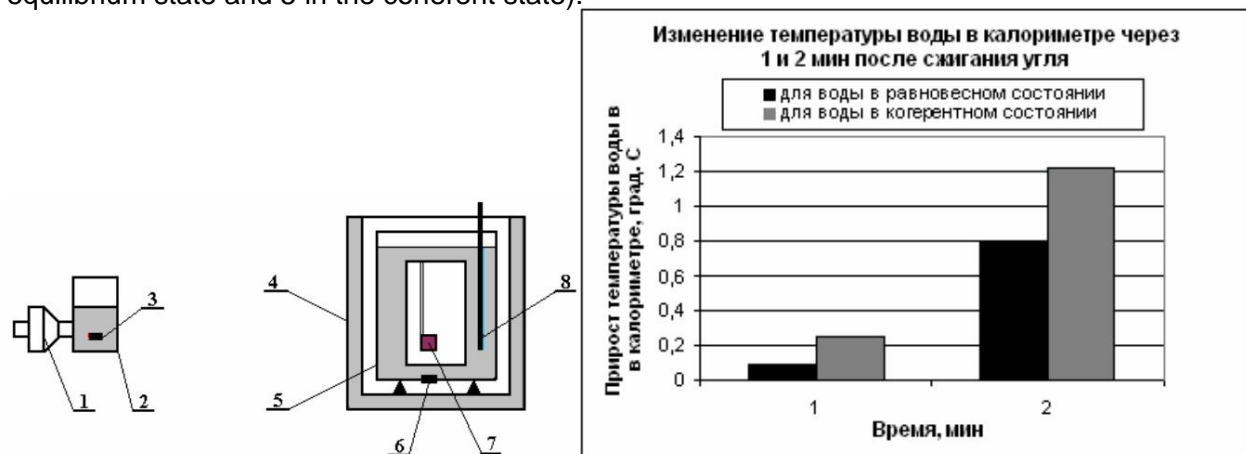 equilibrium state and 3 in the coherent state).
1
2
3
4
5
6
7
8
Изменение температуры воды в калориметре через
1 и 2 мин после сжигания угля
для воды в равновесном состоянии
для воды в когерентном состоянии
Прирост температуры воды в
в калориметре, град. С
1,4
1,2
1
0,8
0,6
0,4
0,2
0
1
2
Время, мин